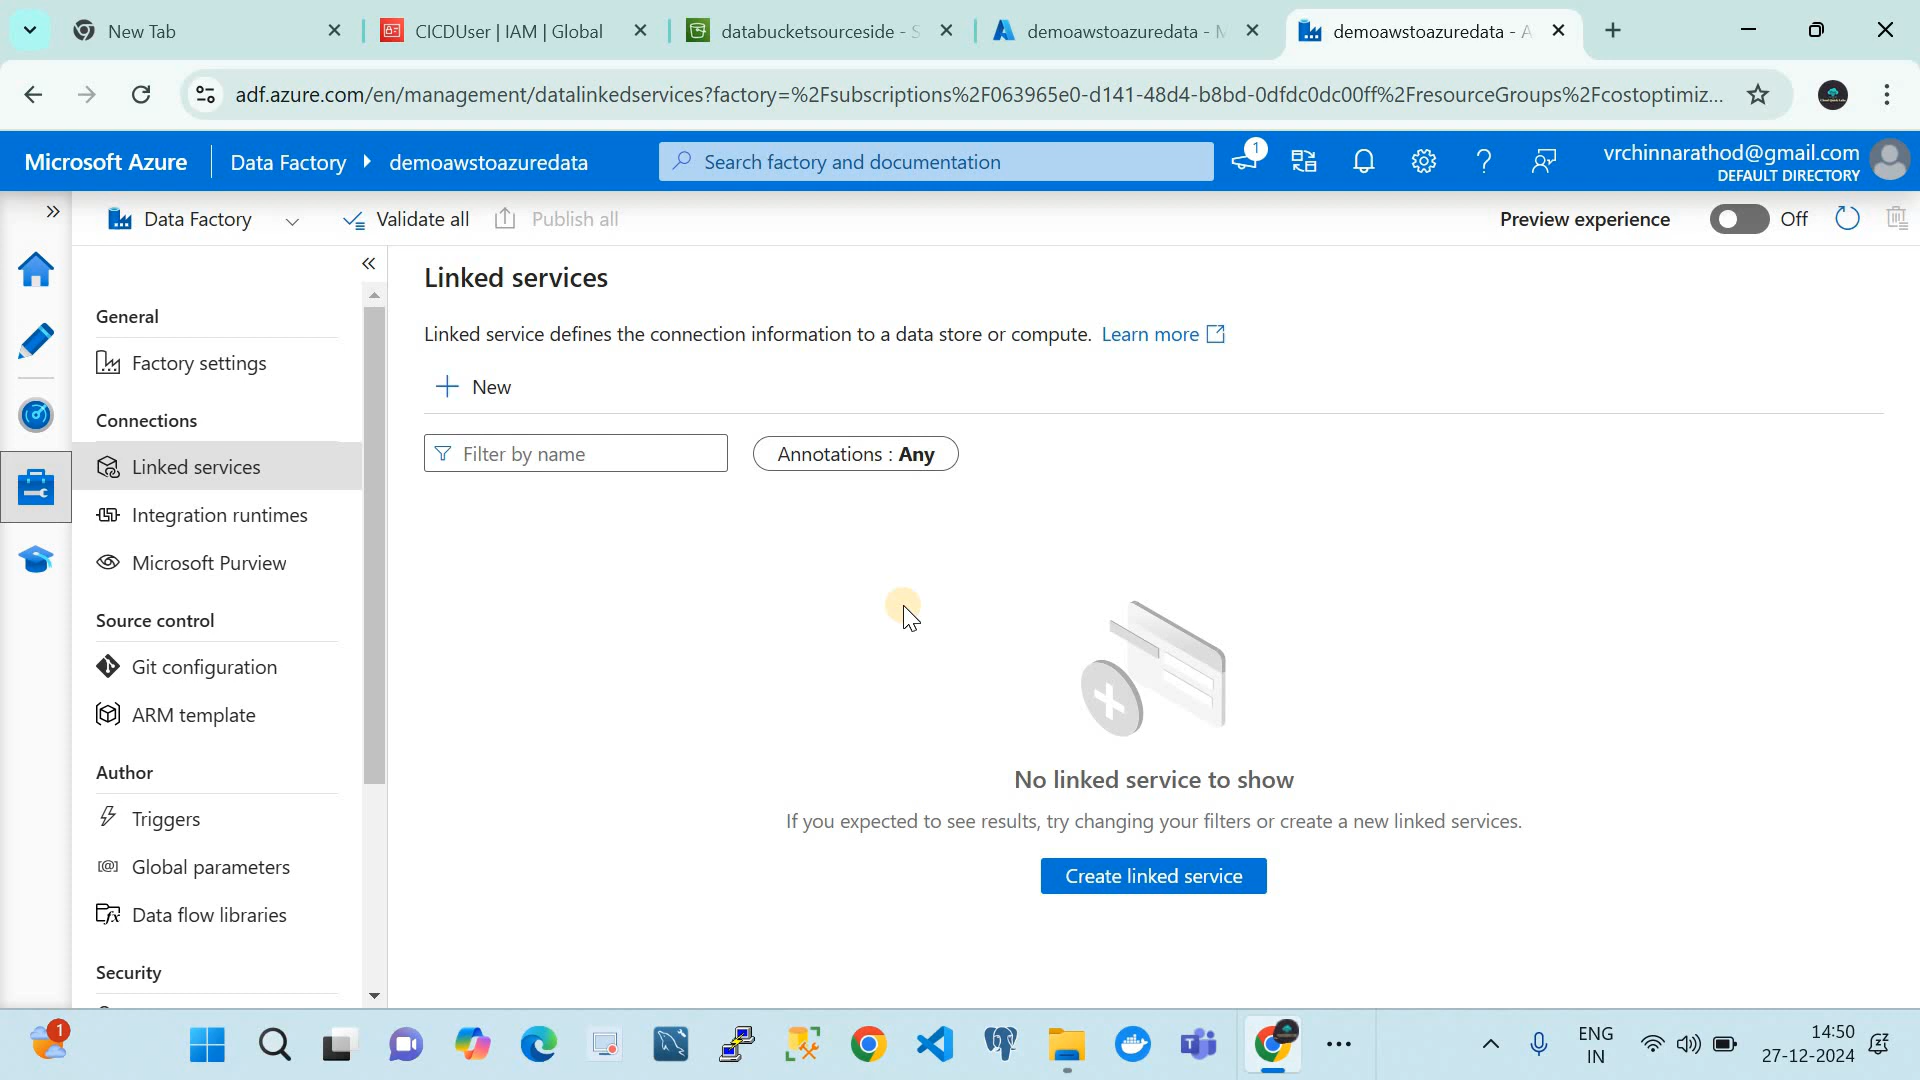 New Tab
CICDUser | IAM | Global
databucketsourceside - S
demoawstoazuredata - M
demoawstoazuredata - A
adf.azure.com/en/management/datalinkedservices?factory=%2Fsubscriptions%2F063965e0-d141-48d4-b8bd-0dfdc0dc00ff%2FresourceGroups%2Fcostoptimiz...
Microsoft Azure
Data Factory
demoawstoazuredata
Search factory and documentation
1
vrchinnarathod@gmail.com
DEFAULT DIRECTORY
Data Factory
Validate all
Publish all
Preview experience
Off
General
Factory settings
Connections
Linked services
Integration runtimes
Microsoft Purview
Source control
Git configuration
ARM template
Author
Triggers
Global parameters
Data flow libraries
Security
Linked services
Linked service defines the connection information to a data store or compute. Learn more
New
Filter by name
Annotations : Any
No linked service to show
If you expected to see results, try changing your filters or create a new linked services.
Create linked service
1
ENG
IN
14:50
27-12-2024